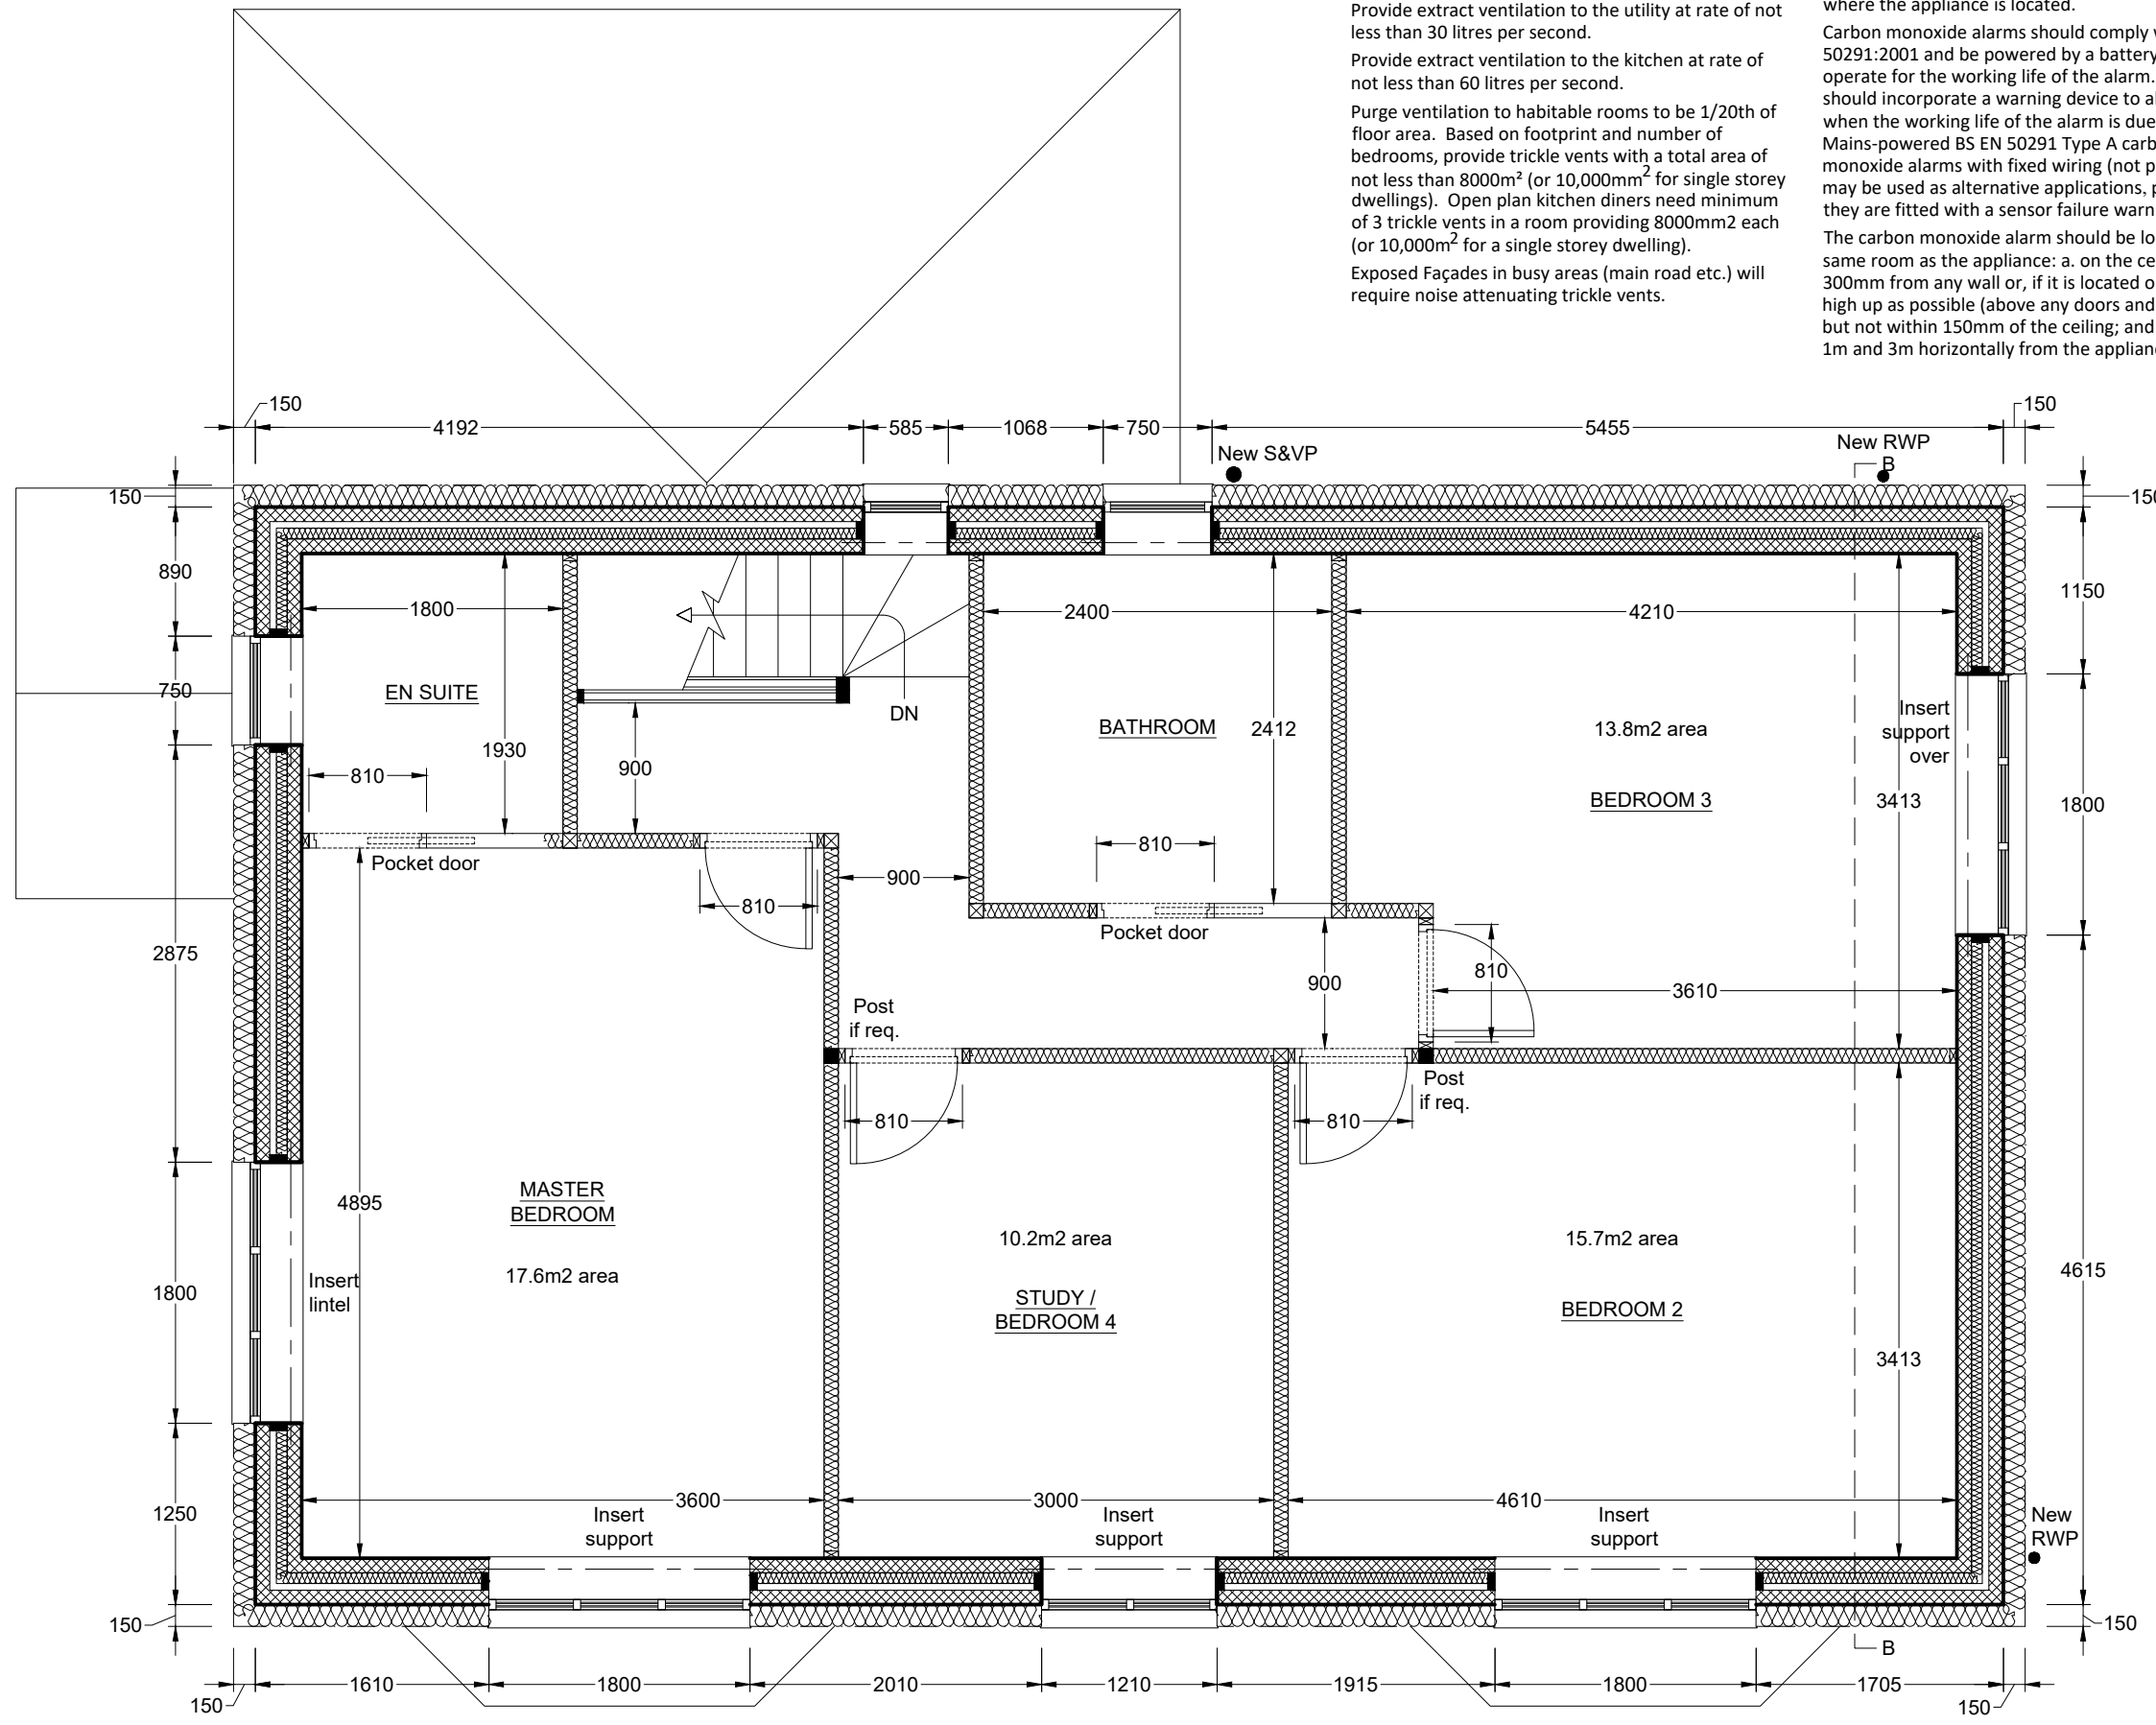 Provide extract ventilation to the utility at rate of not
less than 30 litres per second.
Provide extract ventilation to the kitchen at rate of
not less than 60 litres per second.
Purge ventilation to habitable rooms to be 1/20th of
floor area. Based on footprint and number of
bedrooms, provide trickle vents with a total area of
not less than 8000m² (or 10,000mm2 for single storey
dwellings). Open plan kitchen diners need minimum
of 3 trickle vents in a room providing 8000mm2 each
(or 10,000m2 for a single storey dwelling).
Exposed Façades in busy areas (main road etc.) will
require noise attenuating trickle vents.
where the appliance is located.
Carbon monoxide alarms should comply
50291:2001 and be powered by a battery
operate for the working life of the alarm.
should incorporate a warning device to
when the working life of the alarm is due
Mains-powered BS EN 50291 Type A
monoxide alarms with fixed wiring (not
may be used as alternative applications,
they are fitted with a sensor failure
The carbon monoxide alarm should be
same room as the appliance: a. on the
300mm from any wall or, if it is located
high up as possible (above any doors and
but not within 150mm of the ceiling; and
1m and 3m horizontally from the
150
4192
585
1068
750
5455
150
New S&VP
New RWP
B
150
150
890
1800
2400
4210
1150
750
EN SUITE
DN
BATHROOM
2412
13.8m2 area
Insert
support
over
1930
900
810
BEDROOM 3
3413
1800
Pocket door
810
900
810
Pocket door
2875
900
810
3610
Post
if req.
Post
if req.
810
810
4895
MASTER
BEDROOM
17.6m2 area
10.2m2 area
STUDY /
BEDROOM 4
15.7m2 area
BEDROOM 2
4615
1800
Insert
lintel
3413
1250
3600
3000
4610
Insert
support
Insert
support
Insert
support
New
RWP
150
150
B
1610
1800
2010
1210
1915
1800
1705
150
150